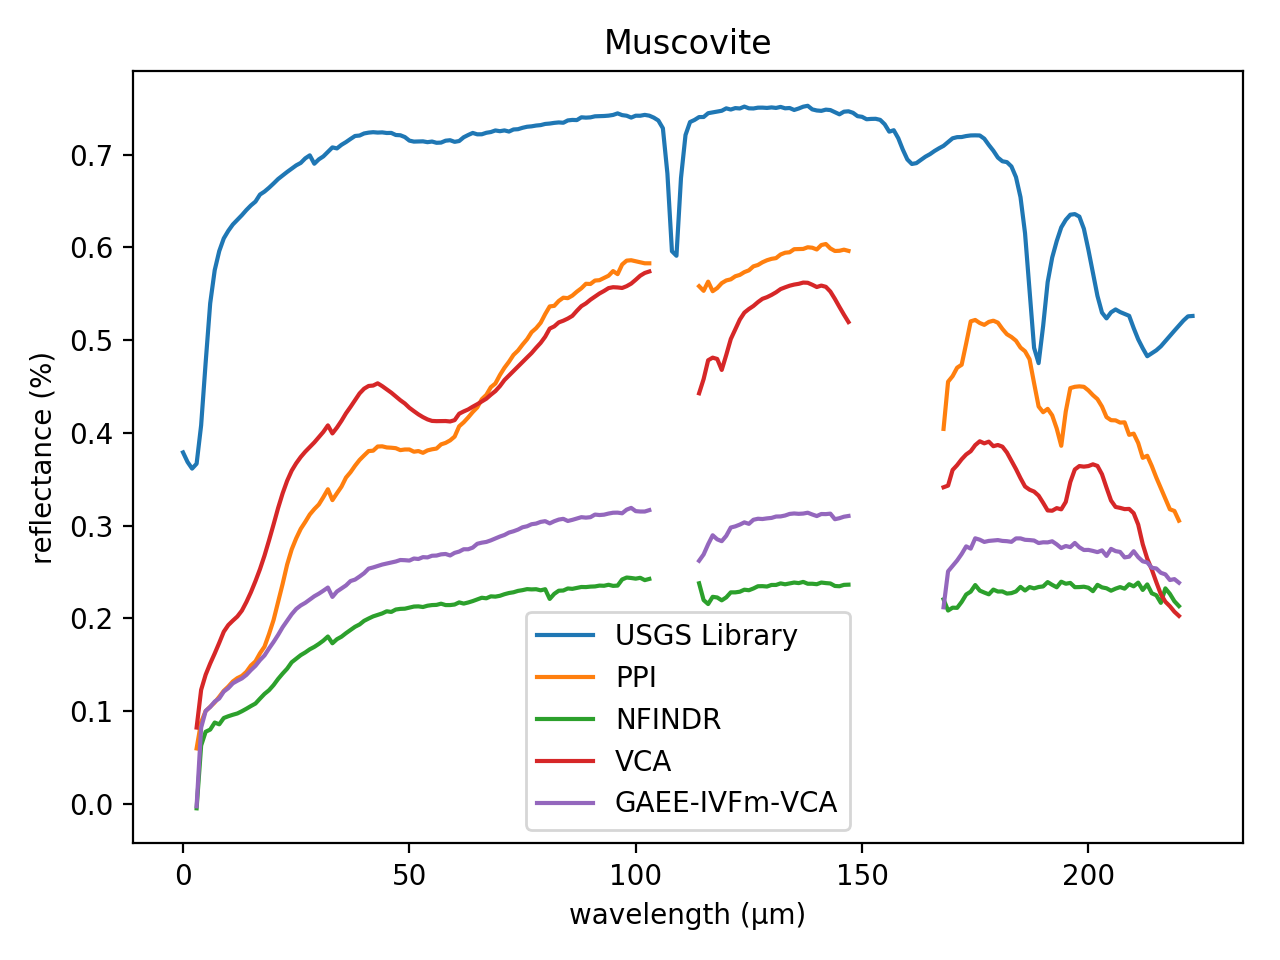 Muscovite
reflectance (%)
0.7
0.6
0.5
0.4
0.3
0.2
0.1
0.0
USGS Library
PPI
NFINDR
VCA
GAEE-IVFm-VCA
0 50 100 150 200
wavelength (μm)